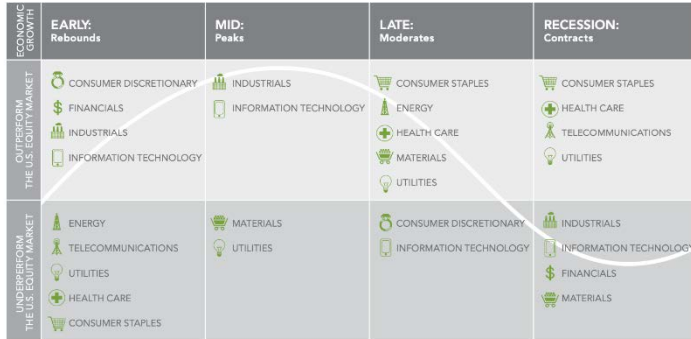 ECONOMIC
GROWTH
EARLY:
Rebounds
MID:
Peaks
LATE:
Moderates
RECESSION:
Contracts
OUTPERFORM
THE U.S. EQUITY MARKET
CONSUMER DISCRETIONARY
FINANCIALS
INDUSTRIALS
INFORMATION TECHNOLOGY
INDUSTRIALS
INFORMATION TECHNOLOGY
CONSUMER STAPLES
ENERGY
HEALTH CARE
MATERIALS
UTILITIES
CONSUMER STAPLES
HEALTH CARE
TELECOMMUNICATIONS
UTILITIES
UNDERPERFORM
THE U.S. EQUITY MARKET
ENERGY
TELECOMMUNICATIONS
UTILITIES
HEALTH CARE
CONSUMER STAPLES
MATERIALS
UTILITIES
CONSUMER DISCRETIONARY
INFORMATION TECHNOLOGY
INDUSTRIALS
INFORMATION TECHNOLOGY
$ FINANCIALS
MATERIALS